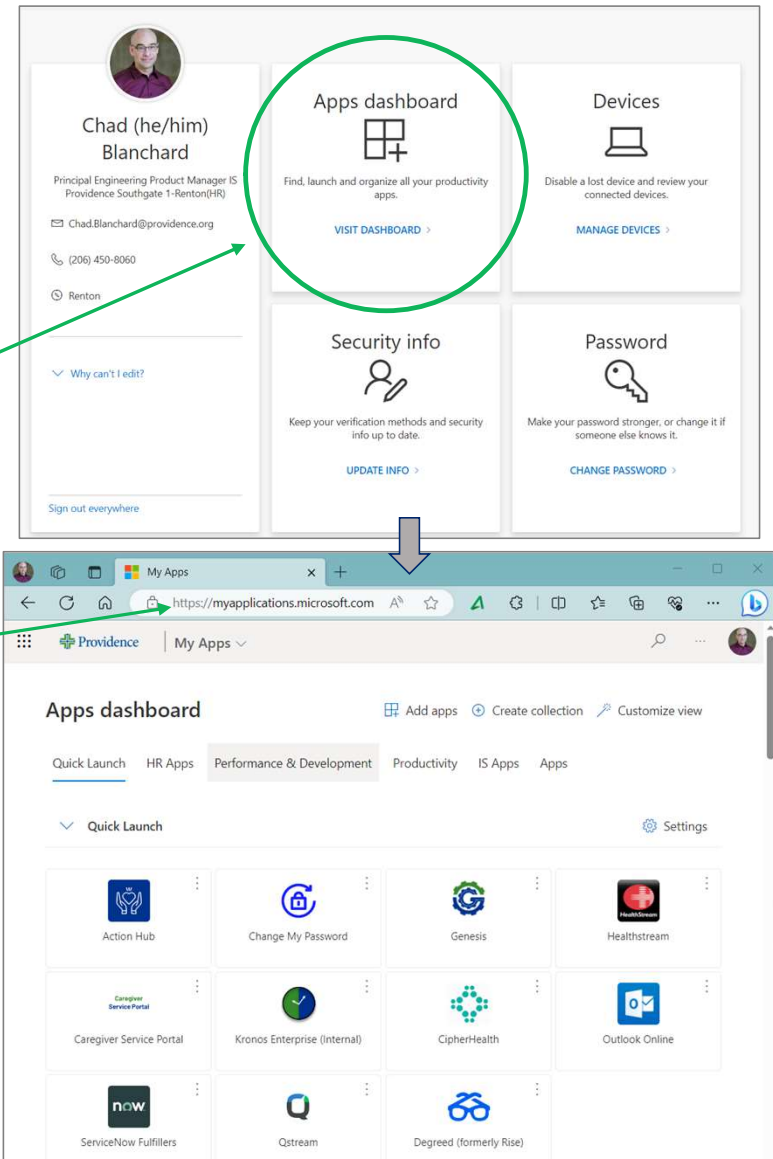 Chad (he/him)
Blanchard
Principal Engineering Product Manager IS
Providence Southgate 1-Renton(HR)
Chad.Blanchard@providence.org
(206) 450-8060
Renton
Why can't I edit?
Sign out everywhere
Apps dashboard
Find, launch and organize all your productivity
apps.
VISIT DASHBOARD >
Devices
Disable a lost device and review your
connected devices.
MANAGE DEVICES >
Security info
Keep your verification methods and security
info up to date.
UPDATE INFO >
Password
Make your password stronger, or change it if
someone else knows it.
CHANGE PASSWORD >
My Apps
https://myapplications.microsoft.com
Providence | My Apps
Apps dashboard
Add apps
Create collection
Customize view
Quick Launch
HR Apps
Performance & Development
Productivity
IS Apps
Apps
Quick Launch
Settings
Action Hub
Change My Password
Genesis
HealthStream
Healthstream
Caregiver
Service Portal
Caregiver Service Portal
Kronos Enterprise (Internal)
CipherHealth
Outlook Online
now
ServiceNow Fulfillers
Qstream
Degreed (formerly Rise)